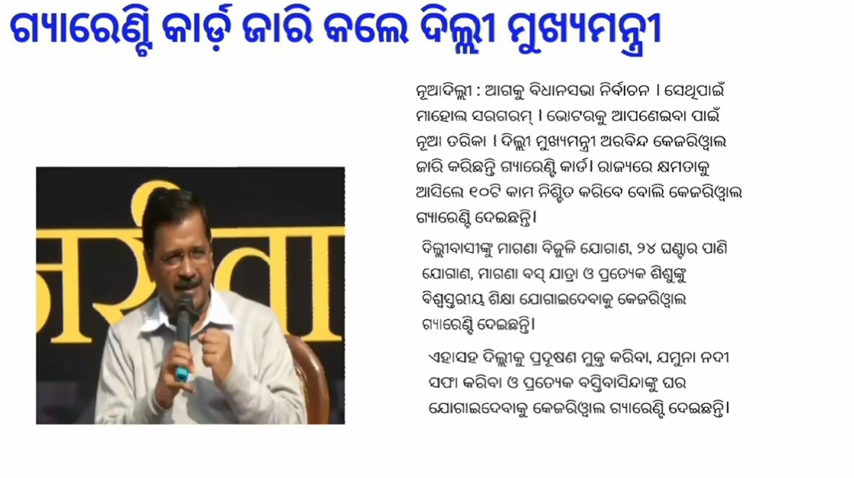 ଗ୍ୟାରେଣ୍ଟି କାର୍ଡ଼ ଜାରି କଲେ ଦିଲ୍ଲୀ ମୁଖ୍ୟମନ୍ତ୍ରୀ
ନୂଆଦିଲ୍ଲୀ : ଆଗକୁ ବିଧାନସଭା ନିର୍ବାଚନ । ସେଥିପାଇଁ
ମାହୋଲ ସରଗରମ୍ । ଭୋଟରକୁ ଆପଣେଇବା ପାଇଁ
ନୂଆ ତରିକା । ଦିଲ୍ଲୀ ମୁଖ୍ୟମନ୍ତ୍ରୀ ଅରବିନ୍ଦ କେଜରିୱାଲ
ଜାରି କରିଛନ୍ତି ଗ୍ୟାରେଣ୍ଟି କାର୍ଡ। ରାଜ୍ୟରେ କ୍ଷମତାକୁ
ଆସିଲେ ୧୦ଟି କାମ ନିଶ୍ଚିତ କରିବେ ବୋଲି କେଜରିୱାଲ
ଗ୍ୟାରେଣ୍ଟି ଦେଇଛନ୍ତି।
ଦିଲ୍ଲୀବାସୀଙ୍କୁ ମାଗଣା ବିଜୁଳି ଯୋଗାଣ, ୨୪ ଘଣ୍ଟାର ପାଣି
ଯୋଗାଣ, ମାଗଣା ବସ୍ ଯାତ୍ରା ଓ ପ୍ରତ୍ୟେକ ଶିଶୁଙ୍କୁ
ବିଶ୍ୱସ୍ତରୀୟ ଶିକ୍ଷା ଯୋଗାଇଦେବାକୁ କେଜରିୱାଲ
ଗ୍ୟାରେଣ୍ଟି ଦେଇଛନ୍ତି।
ଏହାସହ ଦିଲ୍ଲୀକୁ ପ୍ରଦୂଷଣ ମୁକ୍ତ କରିବା, ଯମୁନା ନଦୀ
ସଫା କରିବା ଓ ପ୍ରତ୍ୟେକ ବସ୍ତିବାସିନ୍ଦାଙ୍କୁ ଘର
ଯୋଗାଇଦେବାକୁ କେଜରିୱାଲ ଗ୍ୟାରେଣ୍ଟି ଦେଇଛନ୍ତି।